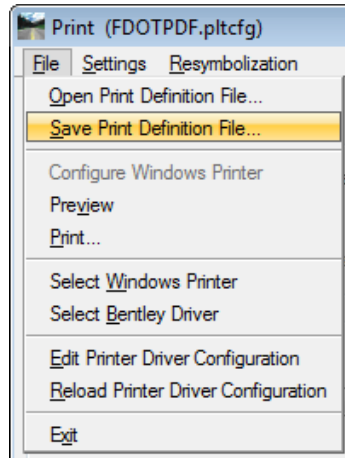 Print (FDOTPDF.pltcfg)
File Settings Resymbolization
Open Print Definition File...
Save Print Definition File...
Configure Windows Printer
Preview
Print...
Select Windows Printer
Select Bentley Driver
Edit Printer Driver Configuration
Reload Printer Driver Configuration
Exit